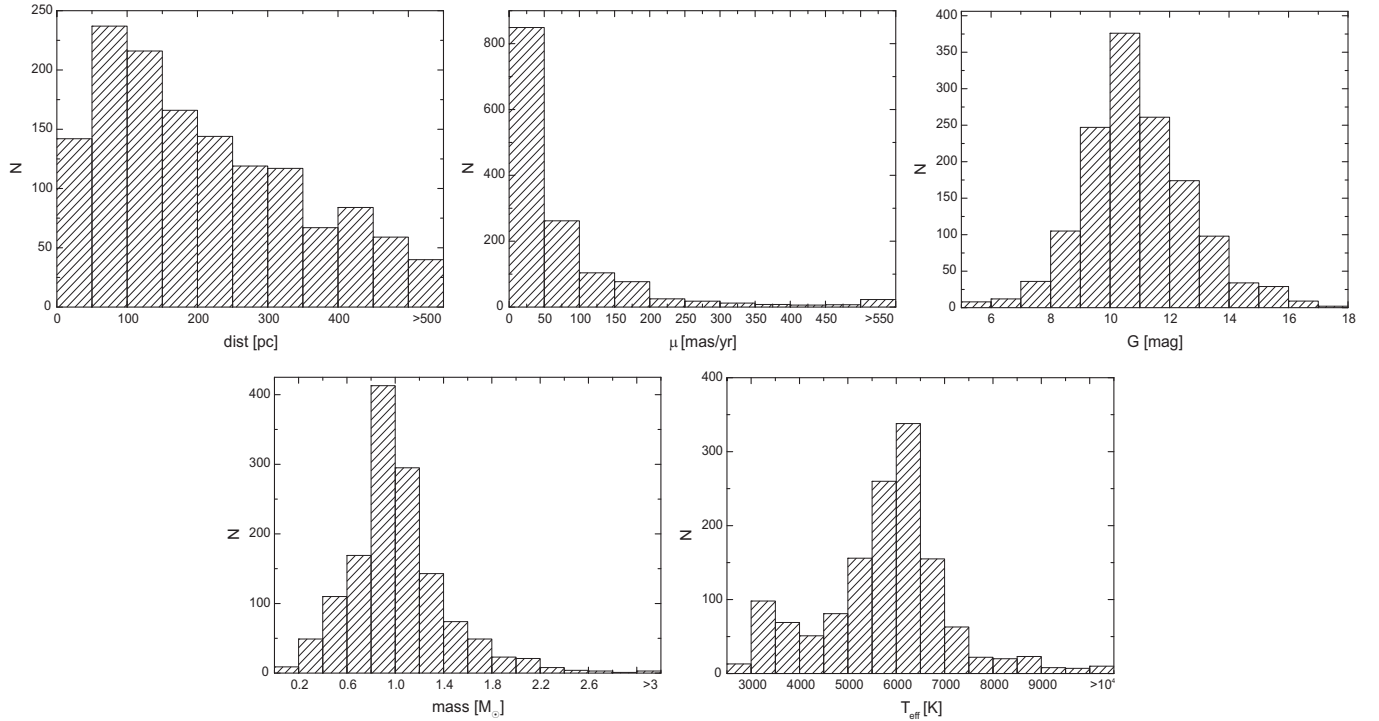 N
250
200
150
100
50
0
0 100 200 300 400 >500
dist [pc]
N
800
600
400
200
0
0 50 100 150 200 250 300 350 400 450 >550
μ [mas/yr]
N
400
350
300
250
200
150
100
50
0
6 8 10 12 14 16 18
G [mag]
N
400
300
200
100
0
0.2 0.6 1.0 1.4 1.8 2.2 2.6 >3
mass [M☉]
N
400
300
200
100
0
3000 4000 5000 6000 7000 8000 9000 >10⁴
T_eff [K]